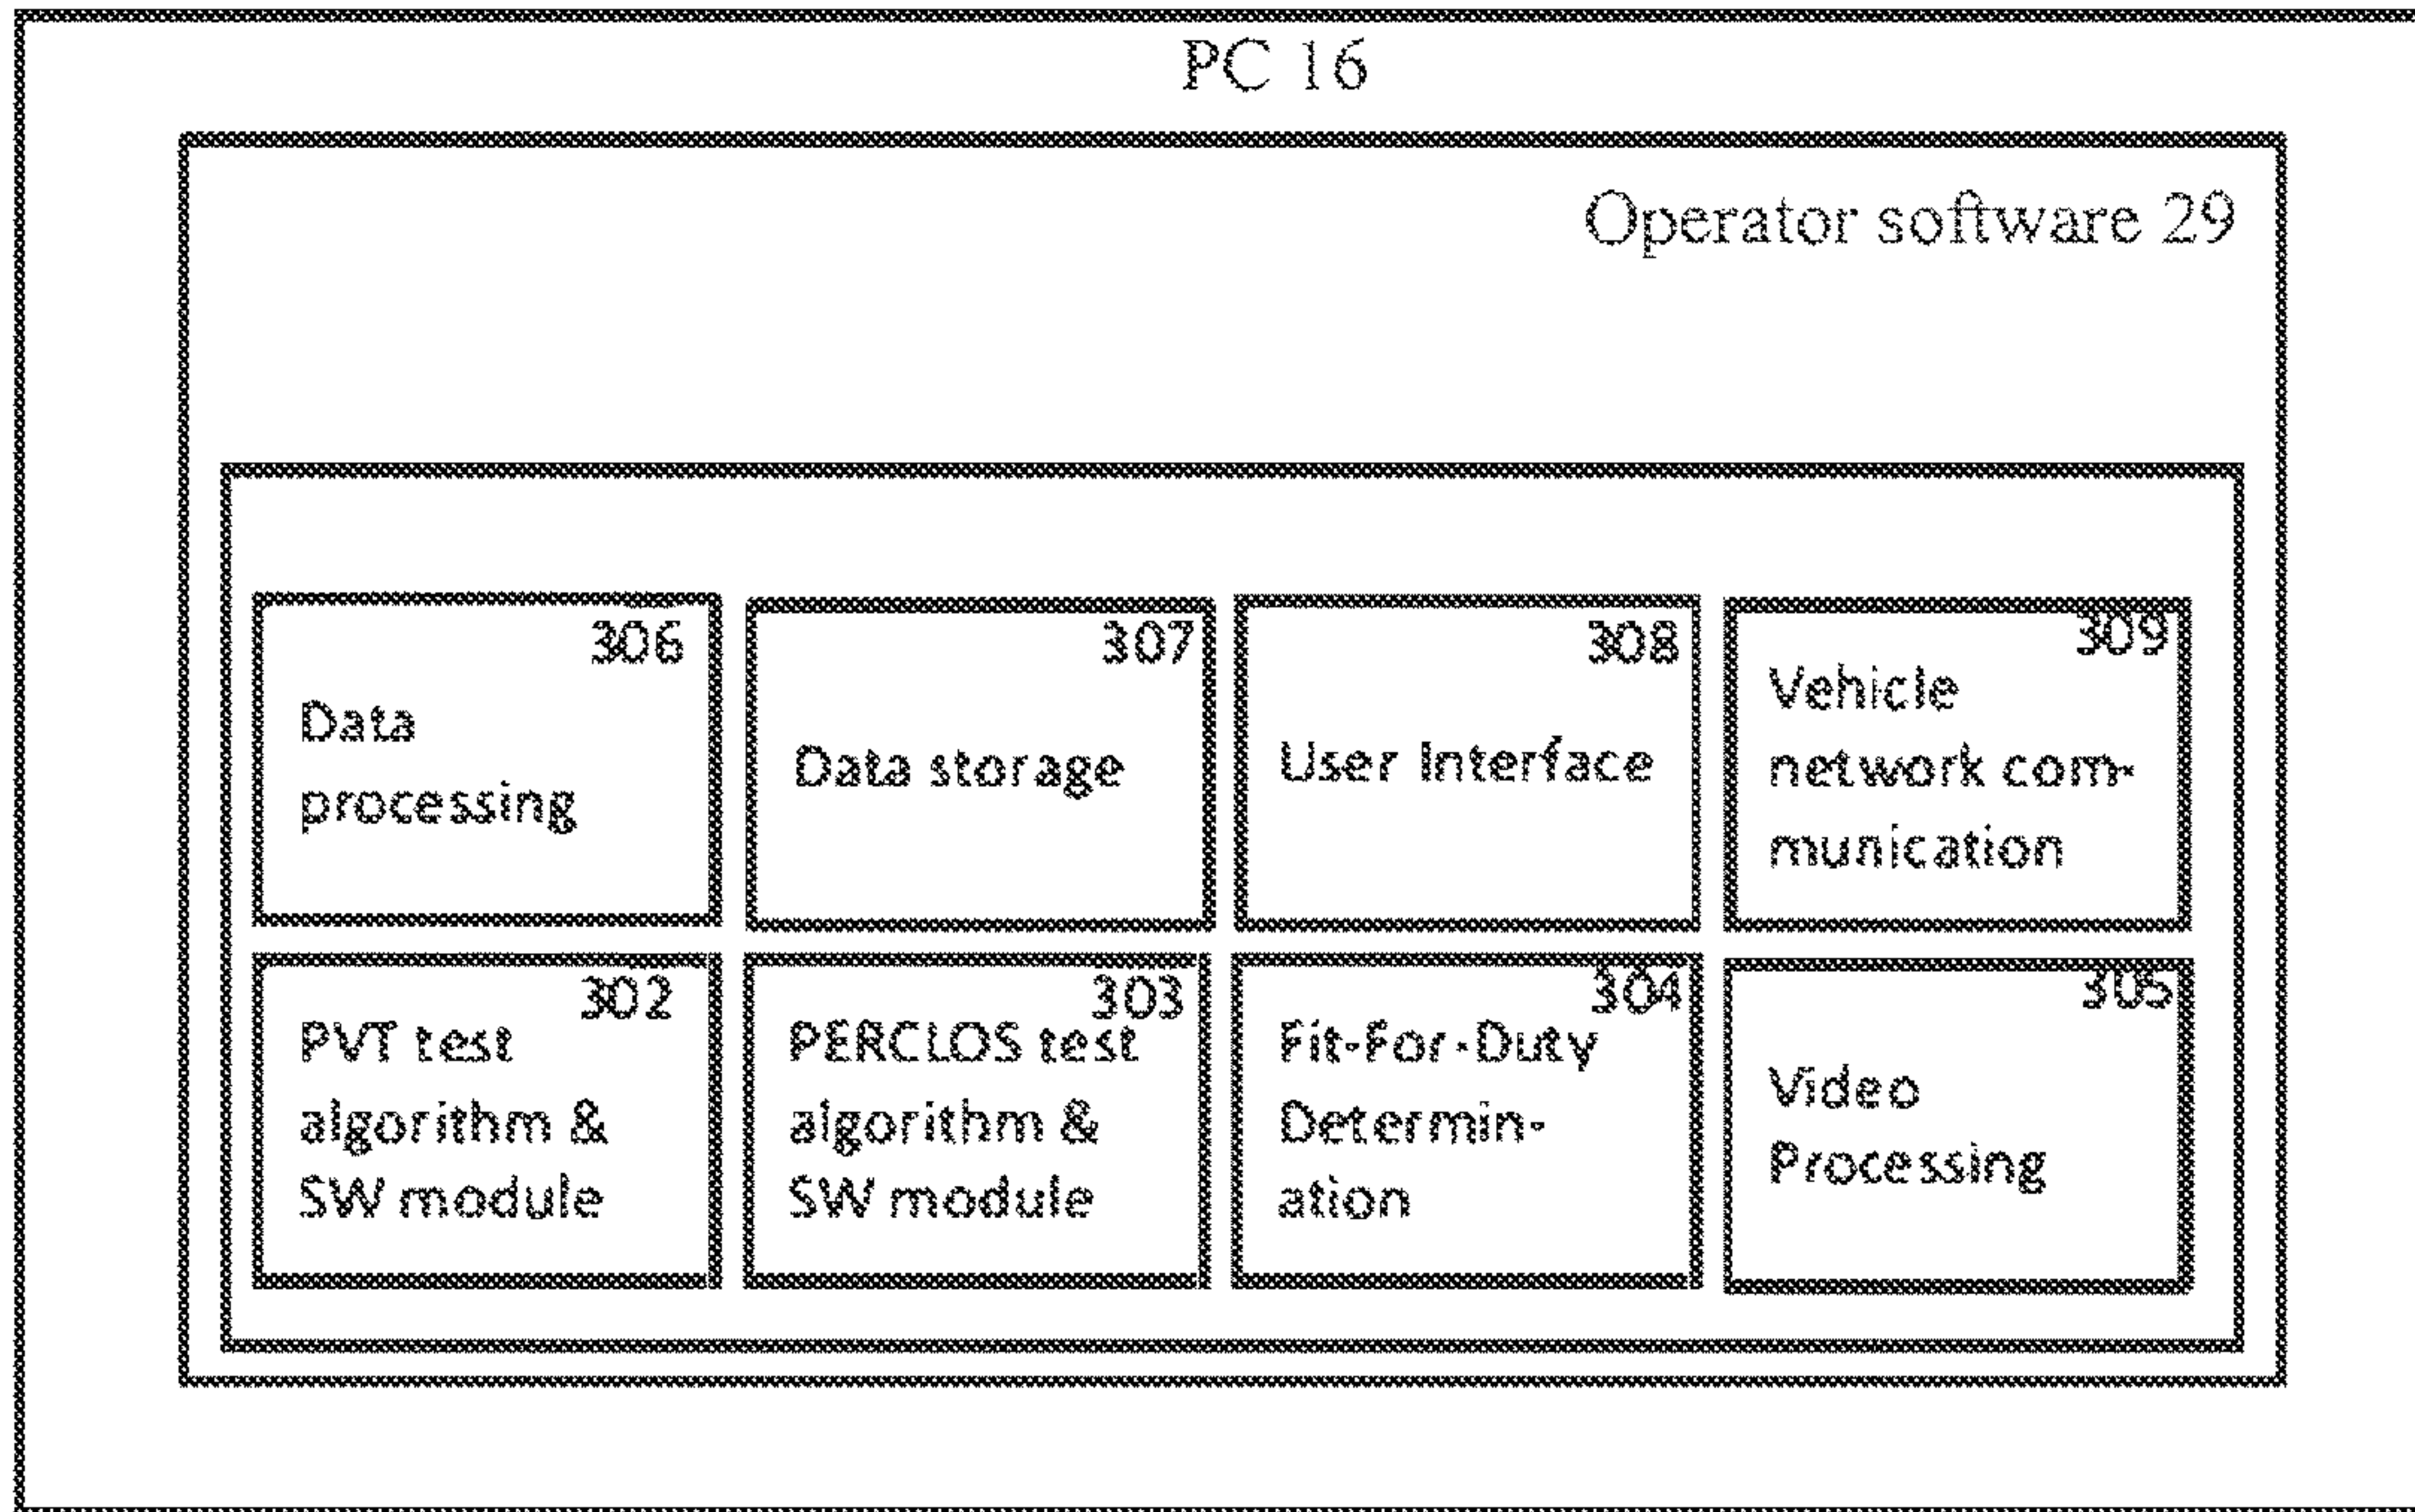 PC 16
Operator software 29
306
Data
processing
307
Data storage
308
User Interface
309
Vehicle
network com-
munication
302
PVT test
algorithm &
SW module
303
PERCLOS test
algorithm &
SW module
304
Fit-For-Duty
Determin-
ation
305
Video
Processing